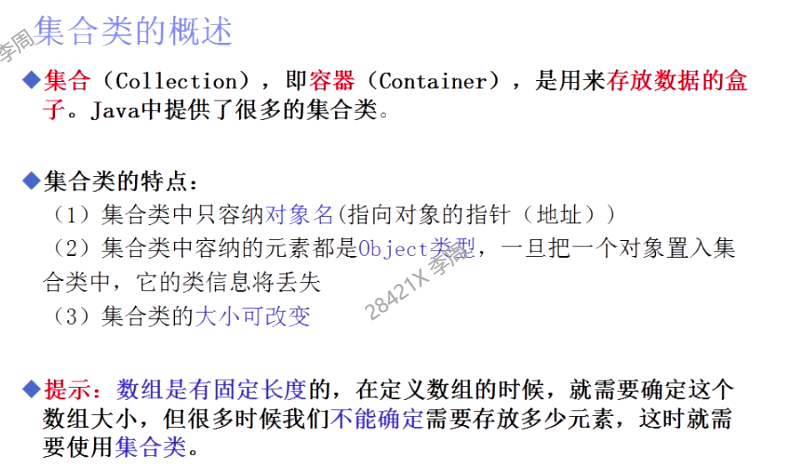 集合类的概述
李周
◆集合（Collection），即容器（Container），是用来存放数据的盒
子。Java中提供了很多的集合类。
◆集合类的特点：
（1）集合类中只容纳对象名(指向对象的指针（地址）)
（2）集合类中容纳的元素都是Object类型，一旦把一个对象置入集
合类中，它的类信息将丢失
（3）集合类的大小可改变
28421X 李周
◆提示：数组是有固定长度的，在定义数组的时候，就需要确定这个
数组大小，但很多时候我们不能确定需要存放多少元素，这时就需
要使用集合类。